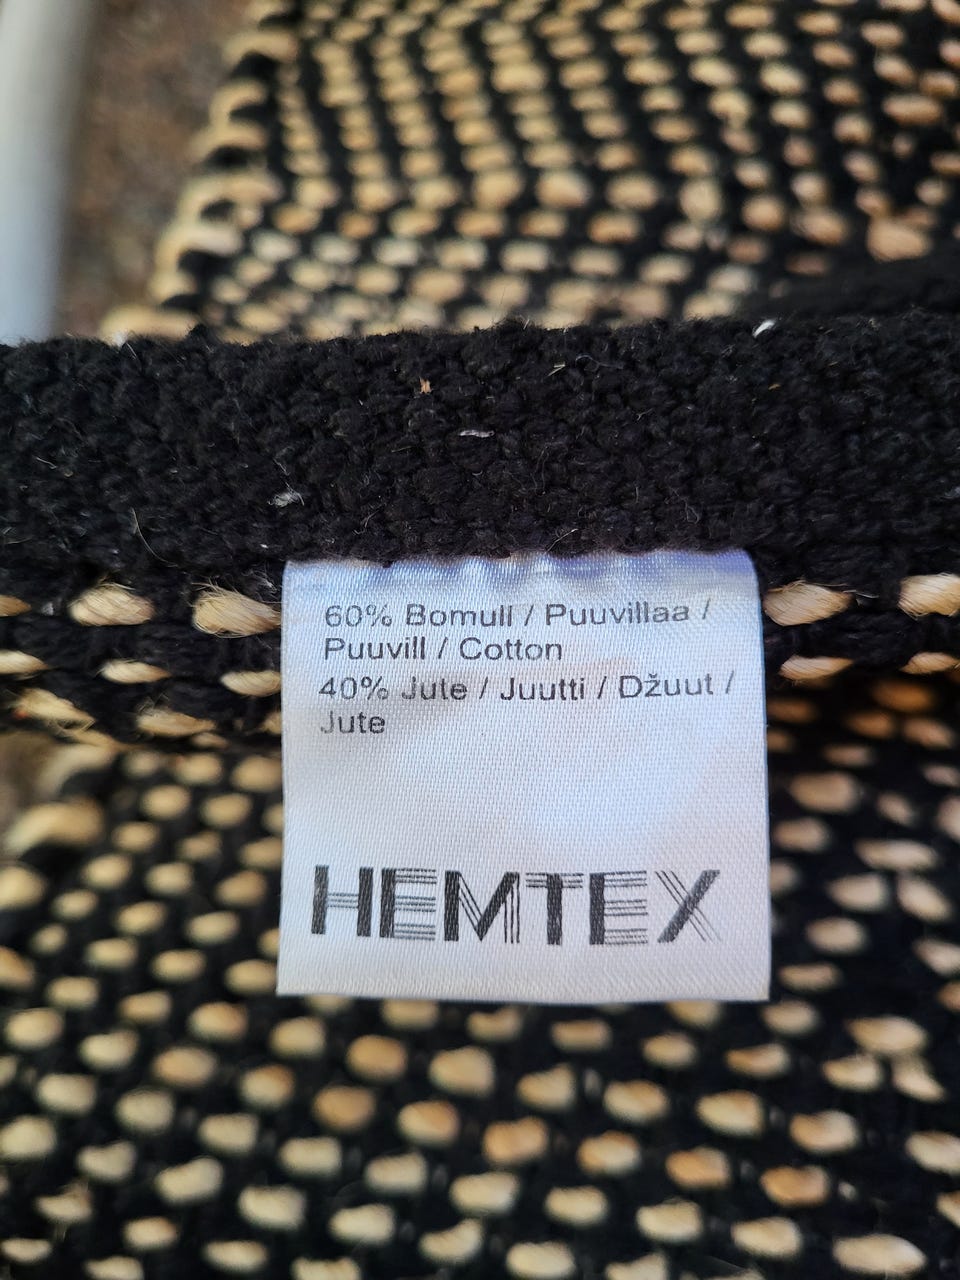 60% Bomull / Puuvillaa /
Puuvill / Cotton
40% Jute / Juutti / Džuut /
Jute
HEMTEX